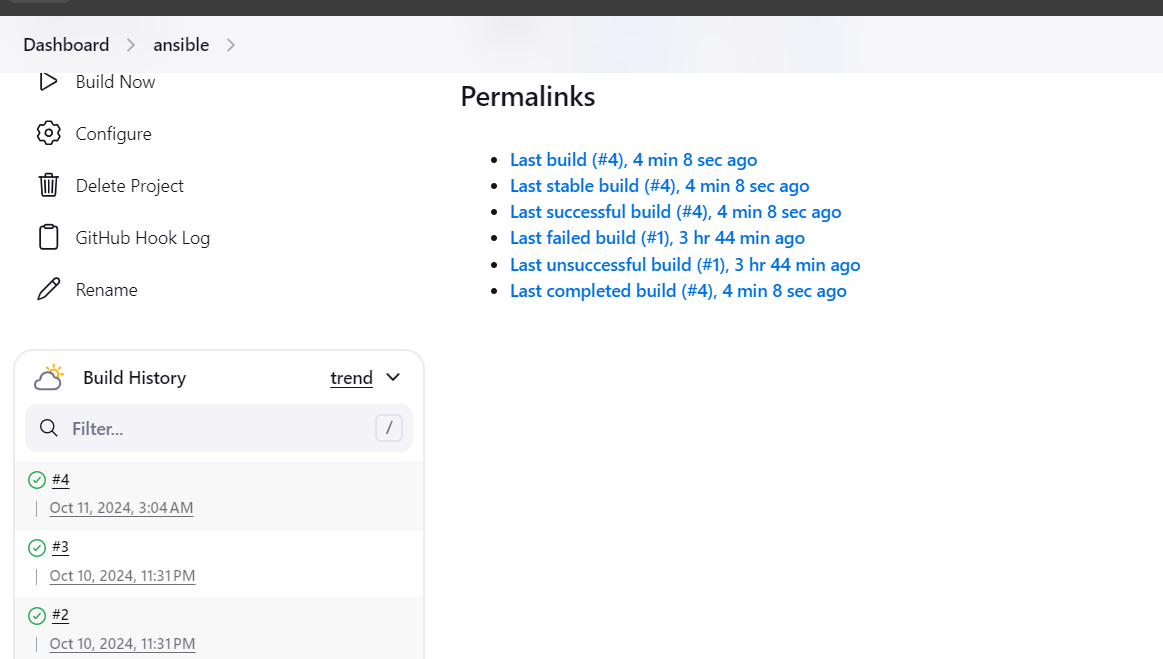 Dashboard > ansible >
Build Now
Configure
Delete Project
GitHub Hook Log
Rename
Permalinks
Last build (#4), 4 min 8 sec ago
Last stable build (#4), 4 min 8 sec ago
Last successful build (#4), 4 min 8 sec ago
Last failed build (#1), 3 hr 44 min ago
Last unsuccessful build (#1), 3 hr 44 min ago
Last completed build (#4), 4 min 8 sec ago
Build History trend
Filter... /
#4
Oct 11, 2024, 3:04 AM
#3
Oct 10, 2024, 11:31 PM
#2
Oct 10, 2024, 11:31 PM